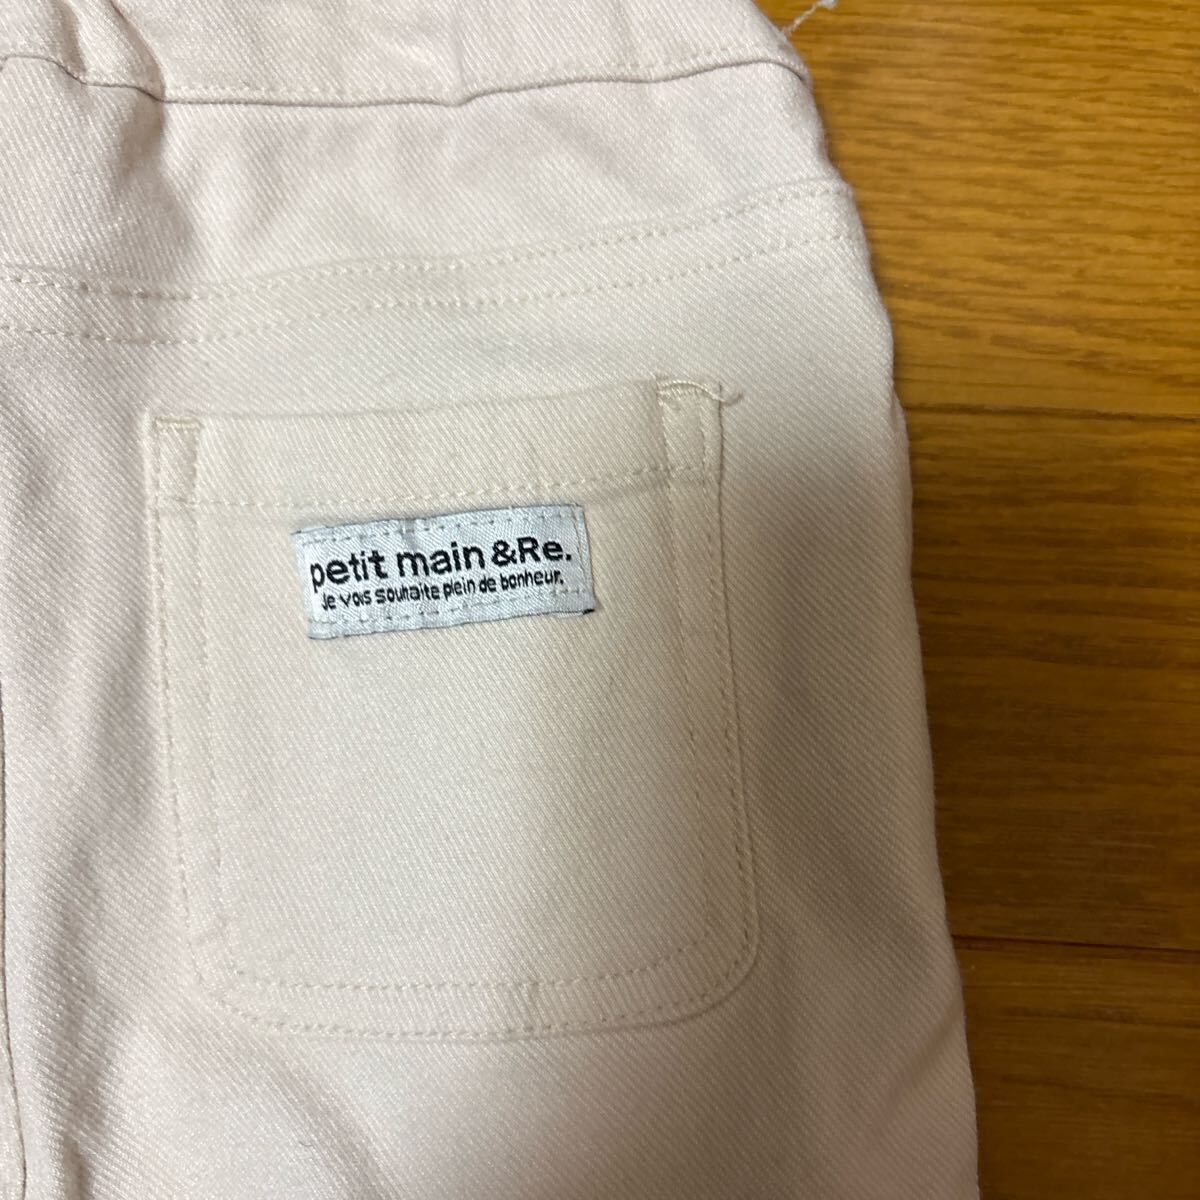 petit main &Re.
Je vous souhaite plein de bonheur.